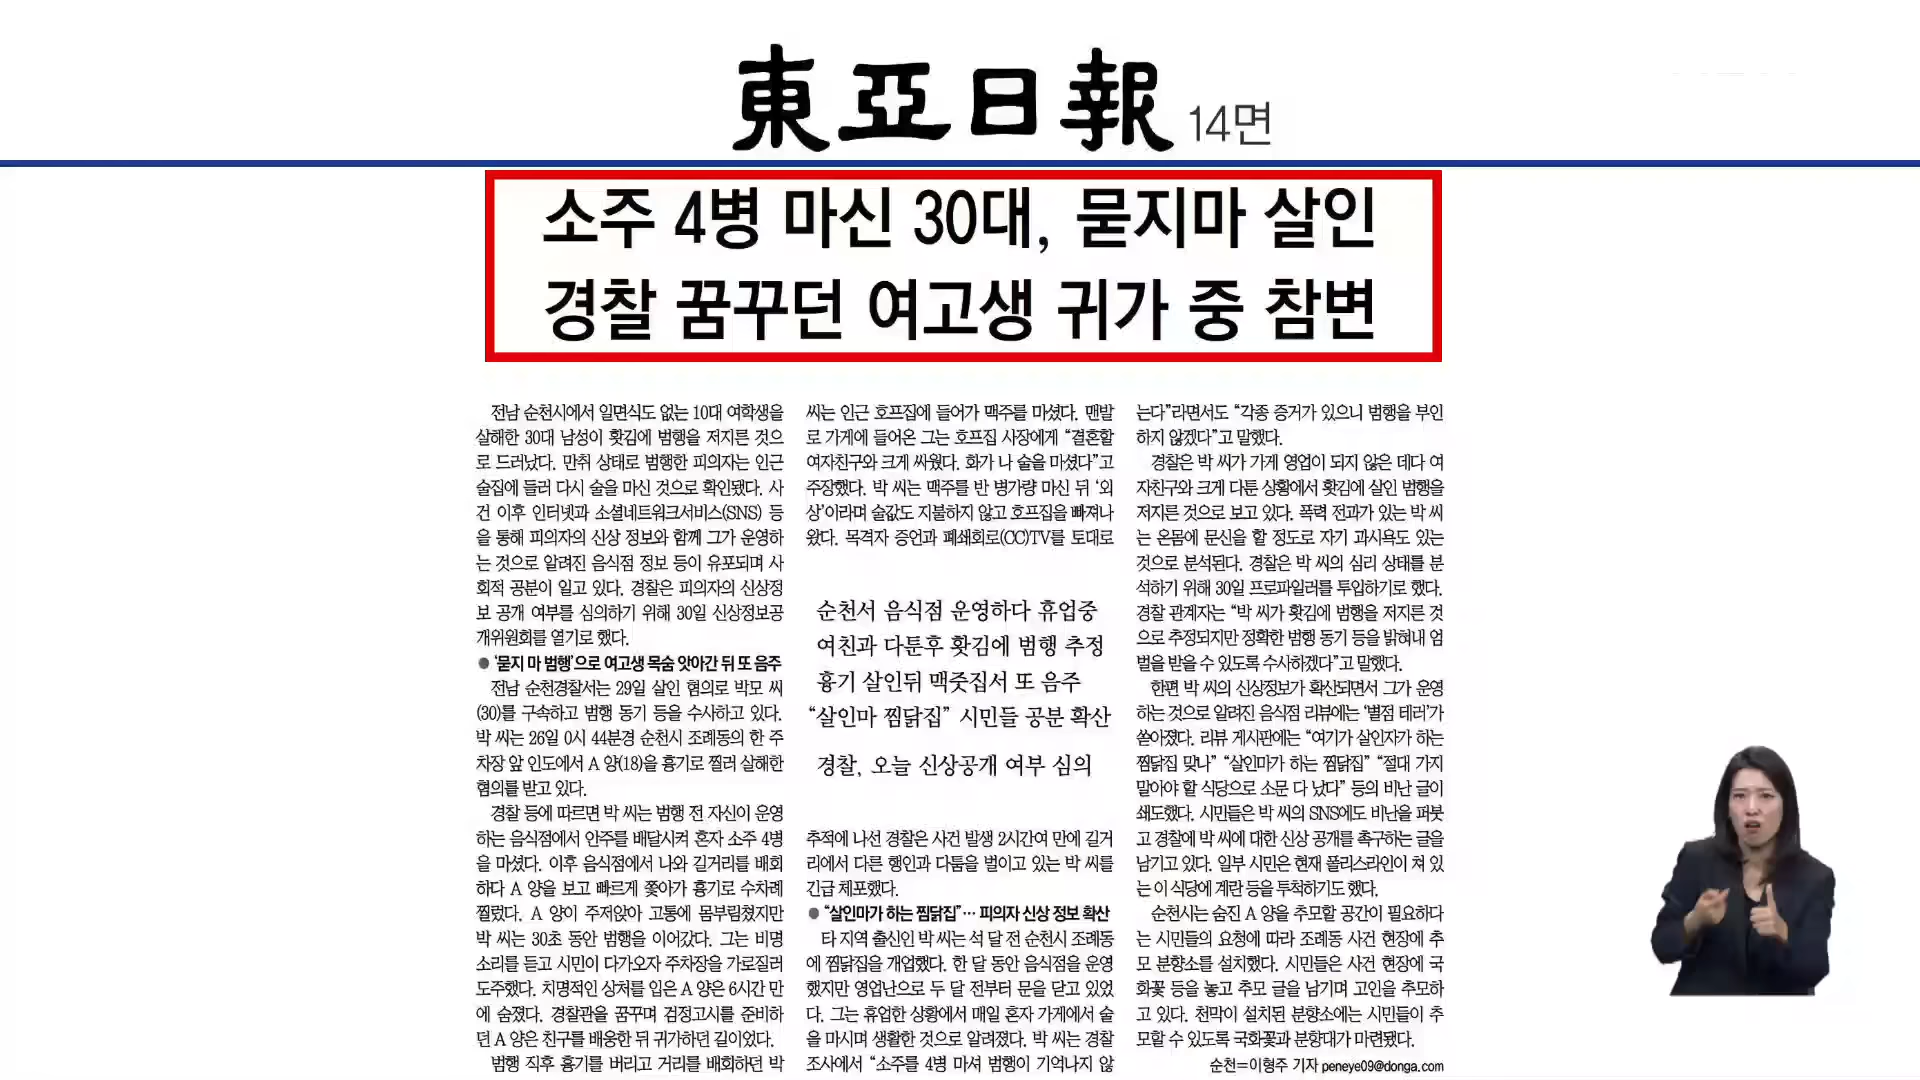 東亞日報 14면
소주 4병 마신 30대, 묻지마 살인
경찰 꿈꾸던 여고생 귀가 중 참변
전남 순천시에서 일면식도 없는 10대 여학생을
살해한 30대 남성이 홧김에 범행을 저지른 것으
로 드러났다. 만취 상태로 범행한 피의자는 인근
술집에 들러 다시 술을 마신 것으로 확인됐다. 사
건 이후 인터넷과 소셜네트워크서비스(SNS) 등
을 통해 피의자의 신상 정보와 함께 그가 운영하
는 것으로 알려진 음식점 정보 등이 유포되며 사
회적 공분이 일고 있다. 경찰은 피의자의 신상정
보 공개 여부를 심의하기 위해 30일 신상정보공
개위원회를 열기로 했다.
● ‘묻지 마 범행’으로 여고생 목숨 앗아간 뒤 또 음주
전남 순천경찰서는 29일 살인 혐의로 박모 씨
(30)를 구속하고 범행 동기 등을 수사하고 있다.
박 씨는 26일 0시 44분경 순천시 조례동의 한 주
차장 앞 인도에서 A 양(18)을 흉기로 찔러 살해한
혐의를 받고 있다.
경찰 등에 따르면 박 씨는 범행 전 자신이 운영
하는 음식점에서 안주를 배달시켜 혼자 소주 4병
을 마셨다. 이후 음식점에서 나와 길거리를 배회
하다 A 양을 보고 빠르게 쫓아가 흉기로 수차례
찔렀다. A 양이 주저앉아 고통에 몸부림쳤지만
박 씨는 30초 동안 범행을 이어갔다. 그는 비명
소리를 듣고 시민이 다가오자 주차장을 가로질러
도주했다. 치명적인 상처를 입은 A 양은 6시간 만
에 숨졌다. 경찰관을 꿈꾸며 검정고시를 준비하
던 A 양은 친구를 배웅한 뒤 귀가하던 길이었다.
범행 직후 흉기를 버리고 거리를 배회하던 박
씨는 인근 호프집에 들어가 맥주를 마셨다. 맨발
로 가게에 들어온 그는 호프집 사장에게 “결혼할
여자친구와 크게 싸웠다. 화가 나 술을 마셨다”고
주장했다. 박 씨는 맥주를 반 병가량 마신 뒤 ‘외
상’이라며 술값도 지불하지 않고 호프집을 빠져나
왔다. 목격자 증언과 폐쇄회로(CC)TV를 토대로
순천서 음식점 운영하다 휴업중
여친과 다툰후 홧김에 범행 추정
흉기 살인뒤 맥줏집서 또 음주
“살인마 찜닭집” 시민들 공분 확산
경찰, 오늘 신상공개 여부 심의
추적에 나선 경찰은 사건 발생 2시간여 만에 길거
리에서 다른 행인과 다툼을 벌이고 있는 박 씨를
긴급 체포했다.
● “살인마가 하는 찜닭집”… 피의자 신상 정보 확산
타 지역 출신인 박 씨는 석 달 전 순천시 조례동
에 찜닭집을 개업했다. 한 달 동안 음식점을 운영
했지만 영업난으로 두 달 전부터 문을 닫고 있었
다. 그는 휴업한 상황에서 매일 혼자 가게에서 술
을 마시며 생활한 것으로 알려졌다. 박 씨는 경찰
조사에서 “소주를 4병 마셔 범행이 기억나지 않
는다”라면서도 “각종 증거가 있으니 범행을 부인
하지 않겠다”고 말했다.
경찰은 박 씨가 가게 영업이 되지 않은 데다 여
자친구와 크게 다툰 상황에서 홧김에 살인 범행을
저지른 것으로 보고 있다. 폭력 전과가 있는 박 씨
는 온몸에 문신을 할 정도로 자기 과시욕도 있는
것으로 분석된다. 경찰은 박 씨의 심리 상태를 분
석하기 위해 30일 프로파일러를 투입하기로 했다.
경찰 관계자는 “박 씨가 홧김에 범행을 저지른 것
으로 추정되지만 정확한 범행 동기 등을 밝혀내 엄
벌을 받을 수 있도록 수사하겠다”고 말했다.
한편 박 씨의 신상정보가 확산되면서 그가 운영
하는 것으로 알려진 음식점 리뷰에는 ‘별점 테러’가
쏟아졌다. 리뷰 게시판에는 “여기가 살인자가 하는
찜닭집 맞나” “살인마가 하는 찜닭집” “절대 가지
말아야 할 식당으로 소문 다 났다” 등의 비난 글이
쇄도했다. 시민들은 박 씨의 SNS에도 비난을 퍼붓
고 경찰에 박 씨에 대한 신상 공개를 촉구하는 글을
남기고 있다. 일부 시민은 현재 폴리스라인이 쳐 있
는 이 식당에 계란 등을 투척하기도 했다.
순천시는 숨진 A 양을 추모할 공간이 필요하다
는 시민들의 요청에 따라 조례동 사건 현장에 추
모 분향소를 설치했다. 시민들은 사건 현장에 국
화꽃 등을 놓고 추모 글을 남기며 고인을 추모하
고 있다. 천막이 설치된 분향소에는 시민들이 추
모할 수 있도록 국화꽃과 분향대가 마련됐다.
순천=이형주 기자 peneye09@donga.com